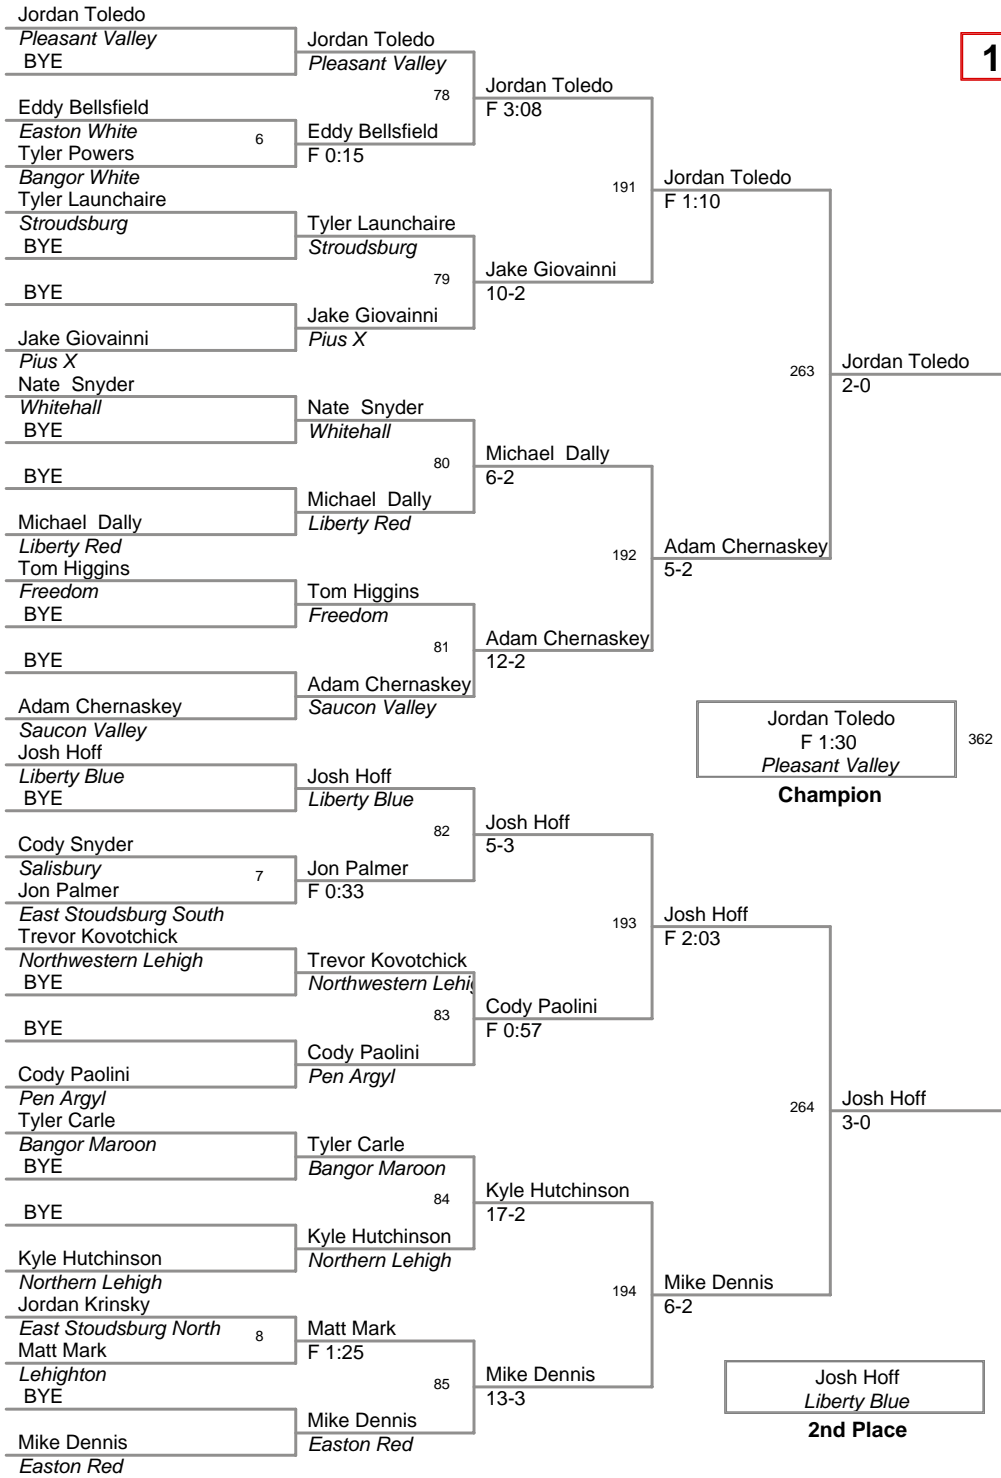 Jordan Toledo
Pleasant Valley
BYE
Eddy Bellsfield
Easton White
6
Tyler Powers
Bangor White
Tyler Launchaire
Stroudsburg
BYE
BYE
Jake Giovainni
Pius X
Nate  Snyder
Whitehall
BYE
BYE
Michael  Dally
Liberty Red
Tom Higgins
Freedom
BYE
BYE
Adam Chernaskey
Saucon Valley
Josh Hoff
Liberty Blue
BYE
Cody Snyder
Salisbury
7
Jon Palmer
East Stoudsburg South
Trevor Kovotchick
Northwestern Lehigh
BYE
BYE
Cody Paolini
Pen Argyl
Tyler Carle
Bangor Maroon
BYE
BYE
Kyle Hutchinson
Northern Lehigh
Jordan Krinsky
East Stoudsburg North
8
Matt Mark
Lehighton
BYE
Mike Dennis
Easton Red
Jordan Toledo
Pleasant Valley
78
Eddy Bellsfield
F 0:15
Tyler Launchaire
Stroudsburg
79
Jake Giovainni
Pius X
Nate  Snyder
Whitehall
80
Michael  Dally
Liberty Red
Tom Higgins
Freedom
81
Adam Chernaskey
Saucon Valley
Josh Hoff
Liberty Blue
82
Jon Palmer
F 0:33
Trevor Kovotchick
Northwestern Lehi
83
Cody Paolini
Pen Argyl
Tyler Carle
Bangor Maroon
84
Kyle Hutchinson
Northern Lehigh
Matt Mark
F 1:25
85
Mike Dennis
Easton Red
Jordan Toledo
F 3:08
191
Jake Giovainni
10-2
Michael  Dally
6-2
192
Adam Chernaskey
12-2
Josh Hoff
5-3
193
Cody Paolini
F 0:57
Kyle Hutchinson
17-2
194
Mike Dennis
13-3
Jordan Toledo
F 1:10
263
Adam Chernaskey
5-2
Josh Hoff
F 2:03
264
Mike Dennis
6-2
1
Jordan Toledo
2-0
Jordan Toledo
F 1:30
Pleasant Valley
362
Champion
Josh Hoff
3-0
Josh Hoff
Liberty Blue
2nd Place